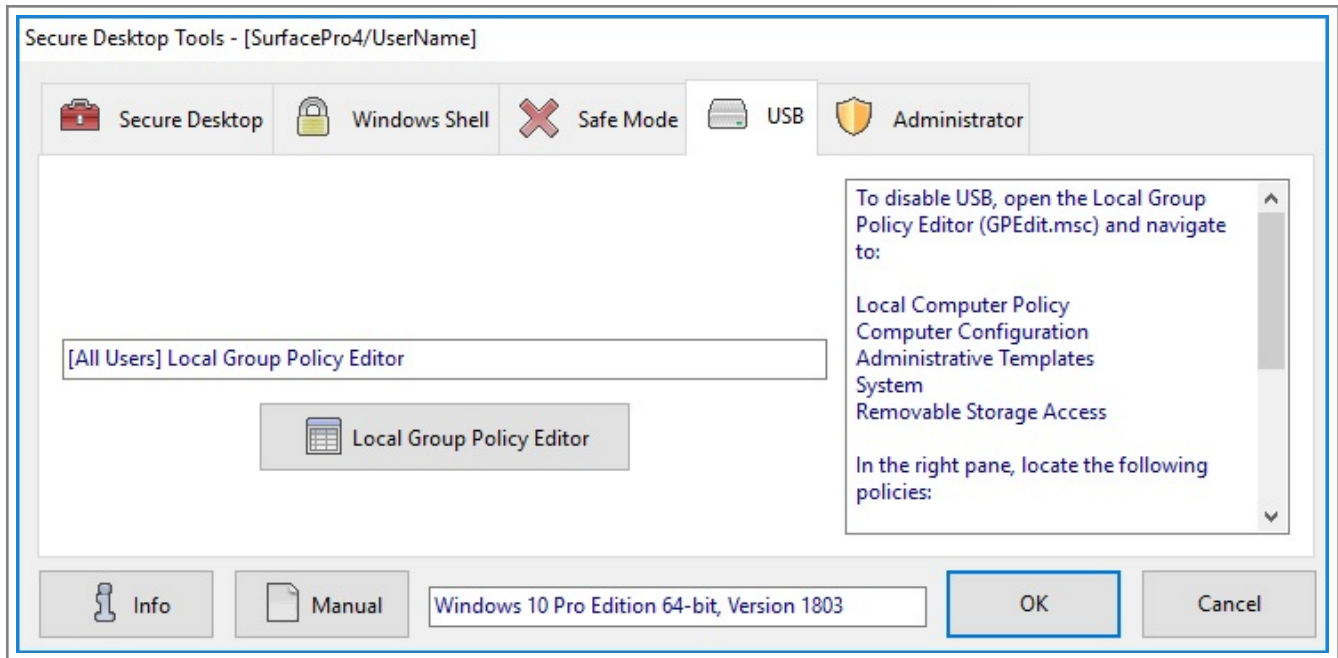 Secure Desktop Tools - [SurfacePro4/UserName]
Secure Desktop
Windows Shell
Safe Mode
USB
Administrator
[All Users] Local Group Policy Editor
Local Group Policy Editor
To disable USB, open the Local Group
Policy Editor (GPEdit.msc) and navigate
to:
Local Computer Policy
Computer Configuration
Administrative Templates
System
Removable Storage Access
In the right pane, locate the following
policies:
Info
Manual
Windows 10 Pro Edition 64-bit, Version 1803
OK
Cancel